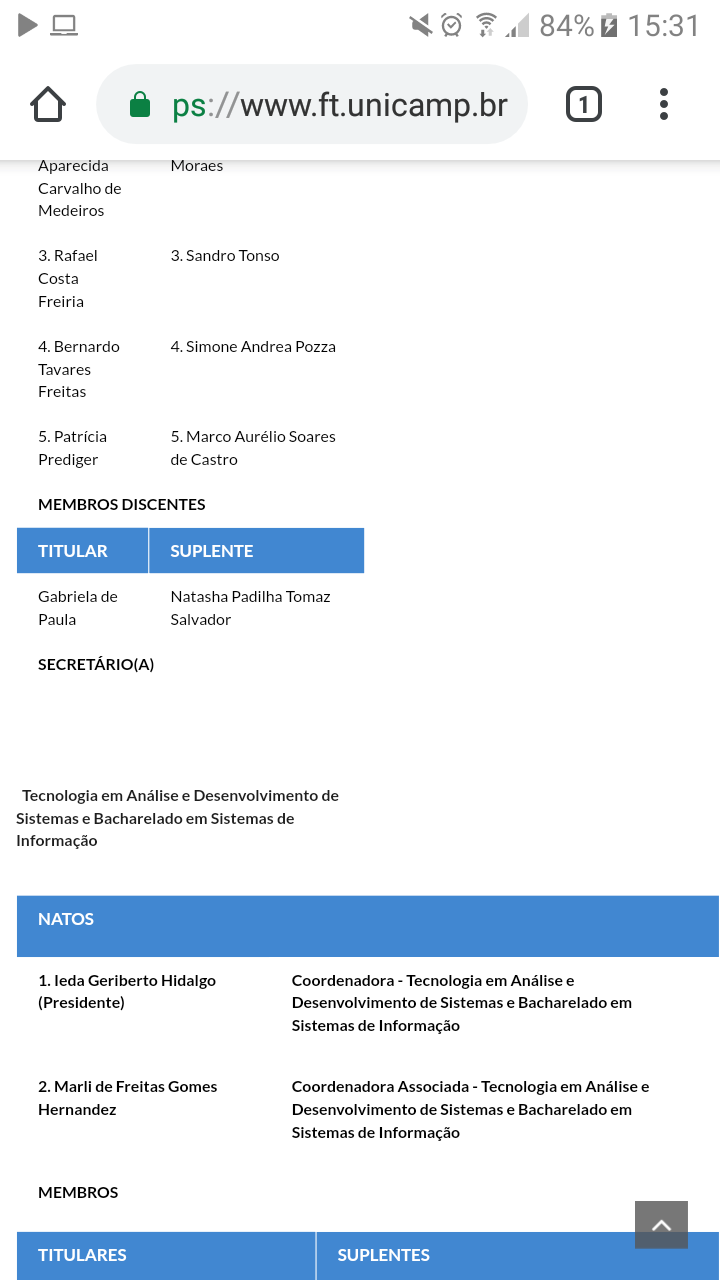 84% 15:31
ps://www.ft.unicamp.br
1
Aparecida
Carvalho de
Medeiros
Moraes
3. Rafael
Costa
Freiria
3. Sandro Tonso
4. Bernardo
Tavares
Freitas
4. Simone Andrea Pozza
5. Patrícia
Prediger
5. Marco Aurélio Soares
de Castro
MEMBROS DISCENTES
TITULAR
SUPLENTE
Gabriela de
Paula
Natasha Padilha Tomaz
Salvador
SECRETÁRIO(A)
Tecnologia em Análise e Desenvolvimento de
Sistemas e Bacharelado em Sistemas de
Informação
NATOS
1. Ieda Geriberto Hidalgo
(Presidente)
Coordenadora - Tecnologia em Análise e
Desenvolvimento de Sistemas e Bacharelado em
Sistemas de Informação
2. Marli de Freitas Gomes
Hernandez
Coordenadora Associada - Tecnologia em Análise e
Desenvolvimento de Sistemas e Bacharelado em
Sistemas de Informação
MEMBROS
TITULARES
SUPLENTES